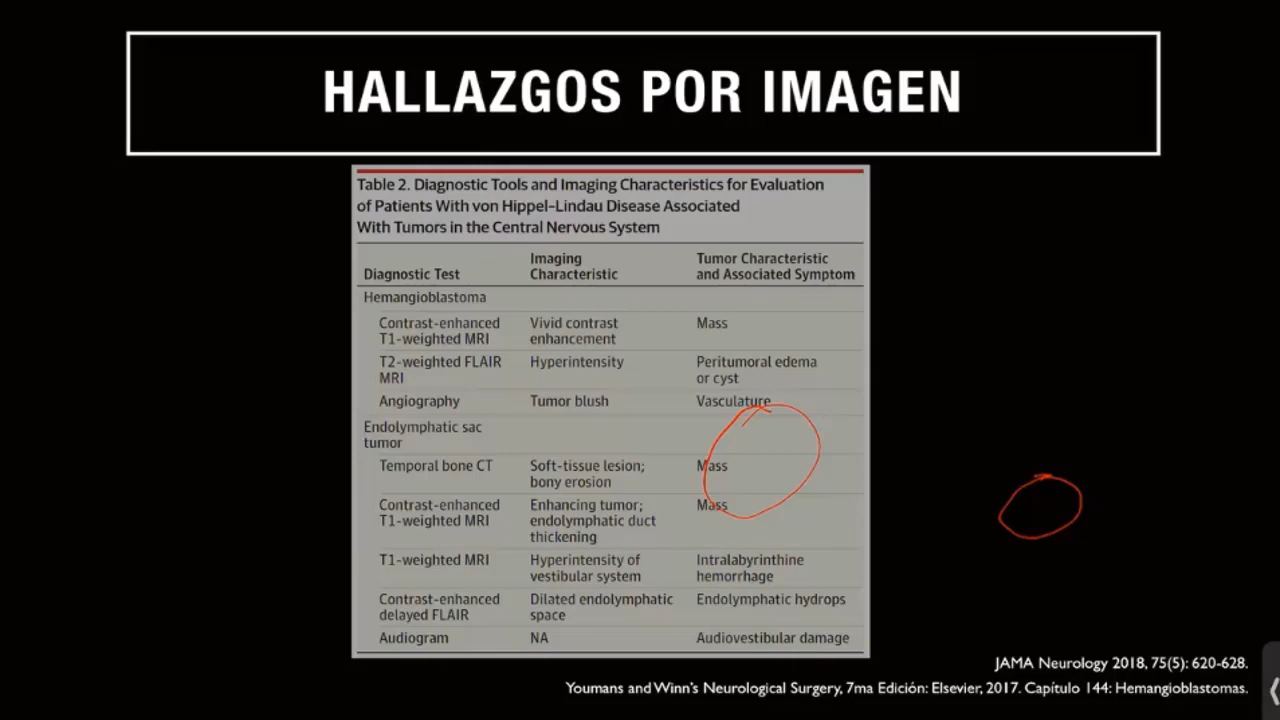 HALLAZGOS POR IMAGEN
Table 2. Diagnostic Tools and Imaging Characteristics for Evaluation
of Patients With von Hippel–Lindau Disease Associated
With Tumors in the Central Nervous System
Diagnostic Test
Imaging
Characteristic
Tumor Characteristic
and Associated Symptom
Hemangioblastoma
Contrast-enhanced
T1-weighted MRI
Vivid contrast
enhancement
Mass
T2-weighted FLAIR
MRI
Hyperintensity
Peritumoral edema
or cyst
Angiography
Tumor blush
Vasculature
Endolymphatic sac
tumor
Temporal bone CT
Soft-tissue lesion;
bony erosion
Mass
Contrast-enhanced
T1-weighted MRI
Enhancing tumor;
endolymphatic duct
thickening
Mass
T1-weighted MRI
Hyperintensity of
vestibular system
Intralabyrinthine
hemorrhage
Contrast-enhanced
delayed FLAIR
Dilated endolymphatic
space
Endolymphatic hydrops
Audiogram
NA
Audiovestibular damage
JAMA Neurology 2018, 75(5): 620-628.
Youmans and Winn's Neurological Surgery, 7ma Edición: Elsevier, 2017. Capítulo 144: Hemangioblastomas.